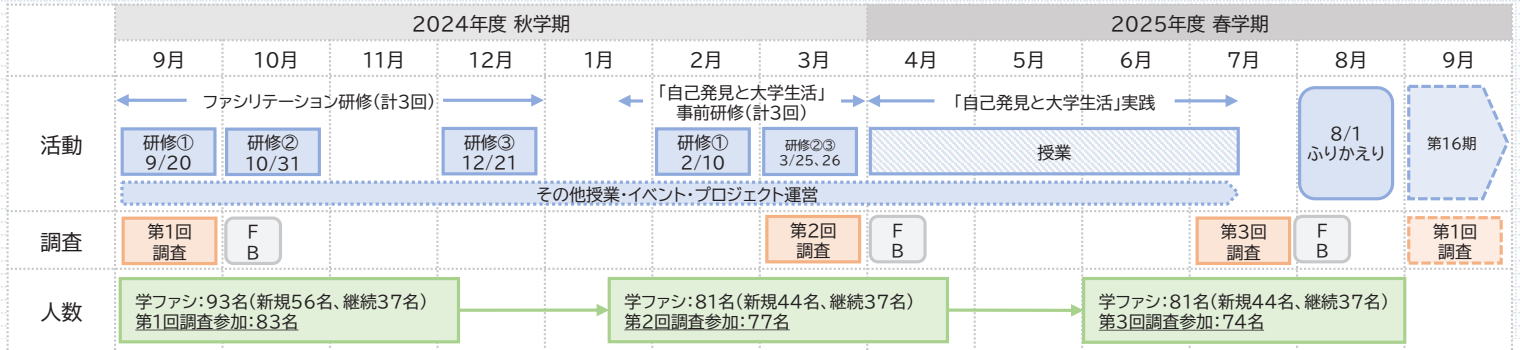 2024年度 秋学期
2025年度 春学期
9月
10月
11月
12月
1月
2月
3月
4月
5月
6月
7月
8月
9月
活動
ファシリテーション研修(計3回)
「自己発見と大学生活」
事前研修(計3回)
「自己発見と大学生活」実践
研修①
9/20
研修②
10/31
研修③
12/21
研修①
2/10
研修②③
3/25、26
授業
8/1
ふりかえり
第16期
その他授業・イベント・プロジェクト運営
調査
第1回
調査
F
B
第2回
調査
F
B
第3回
調査
F
B
第1回
調査
人数
学ファシ:93名(新規56名、継続37名)
第1回調査参加:83名
学ファシ:81名(新規44名、継続37名)
第2回調査参加:77名
学ファシ:81名(新規44名、継続37名)
第3回調査参加:74名